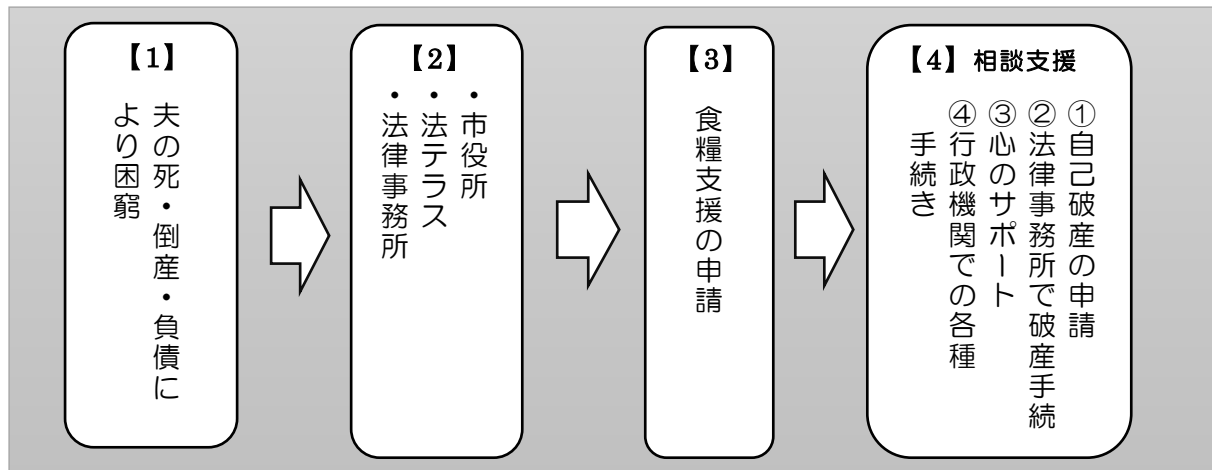 【1】
夫の死・倒産・負債に
より困窮
【2】
・市役所
・法テラス
・法律事務所
【3】
食糧支援の申請
【4】相談支援
①自己破産の申請
②法律事務所で破産手続
③心のサポート
④行政機関での各種
手続き